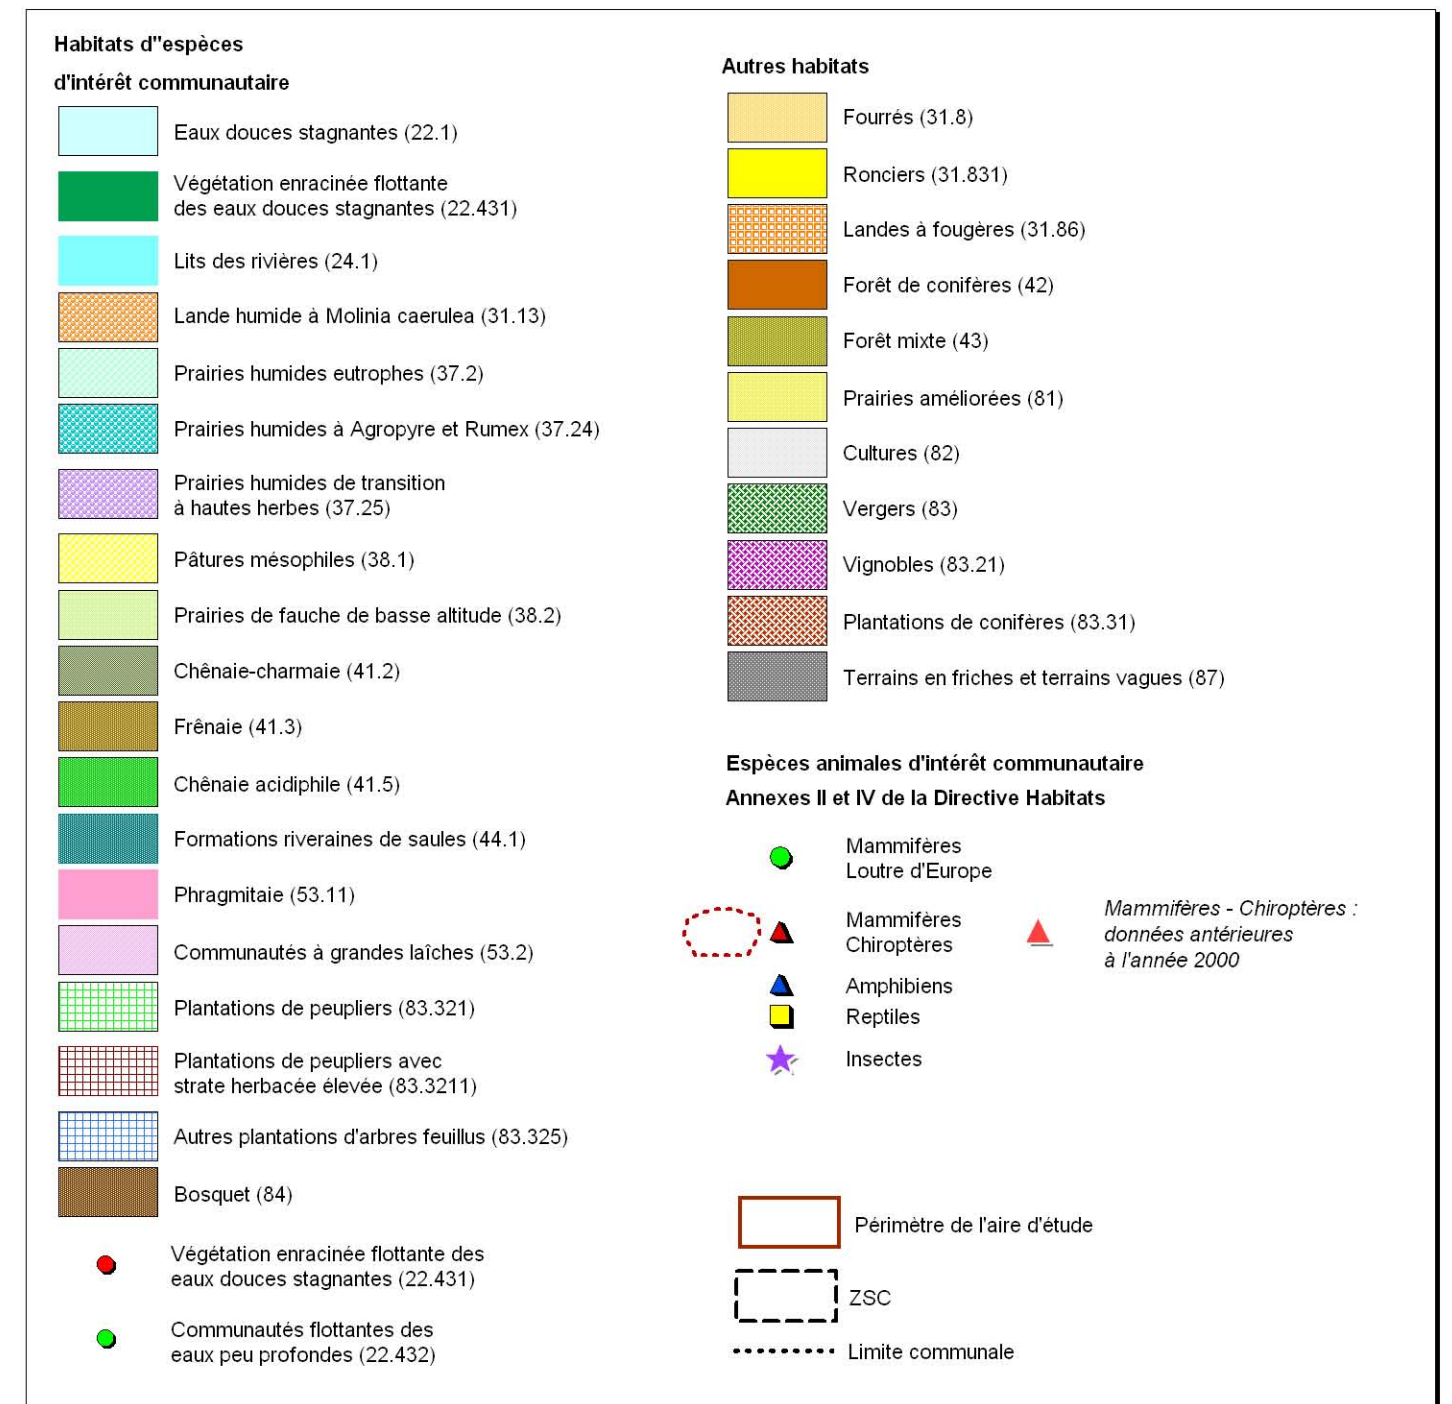 Habitats d''espèces
d'intérêt communautaire
Eaux douces stagnantes (22.1)
Végétation enracinée flottante
des eaux douces stagnantes (22.431)
Lits des rivières (24.1)
Lande humide à Molinia caerulea (31.13)
Prairies humides eutrophes (37.2)
Prairies humides à Agropyre et Rumex (37.24)
Prairies humides de transition
à hautes herbes (37.25)
Pâtures mésophiles (38.1)
Prairies de fauche de basse altitude (38.2)
Chênaie-charmaie (41.2)
Frênaie (41.3)
Chênaie acidiphile (41.5)
Formations riveraines de saules (44.1)
Phragmitaie (53.11)
Communautés à grandes laîches (53.2)
Plantations de peupliers (83.321)
Plantations de peupliers avec
strate herbacée élevée (83.3211)
Autres plantations d'arbres feuillus (83.325)
Bosquet (84)
Végétation enracinée flottante des
eaux douces stagnantes (22.431)
Communautés flottantes des
eaux peu profondes (22.432)
Autres habitats
Fourrés (31.8)
Ronciers (31.831)
Landes à fougères (31.86)
Forêt de conifères (42)
Forêt mixte (43)
Prairies améliorées (81)
Cultures (82)
Vergers (83)
Vignobles (83.21)
Plantations de conifères (83.31)
Terrains en friches et terrains vagues (87)
Espèces animales d'intérêt communautaire
Annexes II et IV de la Directive Habitats
Mammifères
Loutre d'Europe
Mammifères
Chiroptères
Mammifères - Chiroptères :
données antérieures
à l'année 2000
Amphibiens
Reptiles
Insectes
Périmètre de l'aire d'étude
ZSC
Limite communale